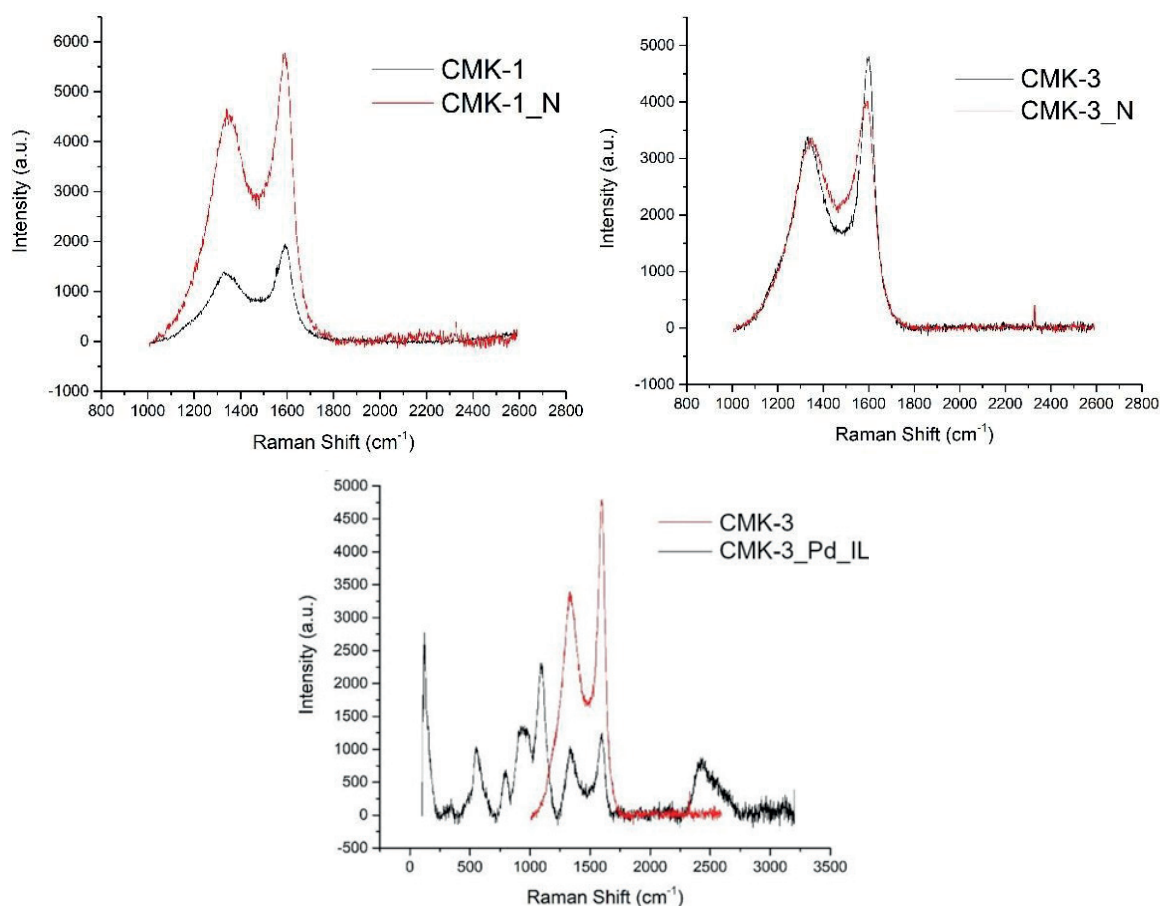 6000
5000
4000
3000
2000
1000
0
-1000
Intensity (a.u.)
CMK-1
CMK-1_N
800 1000 1200 1400 1600 1800 2000 2200 2400 2600 2800
Raman Shift (cm⁻¹)
5000
4000
3000
2000
1000
0
-1000
Intensity (a.u.)
CMK-3
CMK-3_N
800 1000 1200 1400 1600 1800 2000 2200 2400 2600 2800
Raman Shift (cm⁻¹)
5000
4500
4000
3500
3000
2500
2000
1500
1000
500
0
-500
Intensity (a.u.)
CMK-3
CMK-3_Pd_IL
0 500 1000 1500 2000 2500 3000 3500
Raman Shift (cm⁻¹)